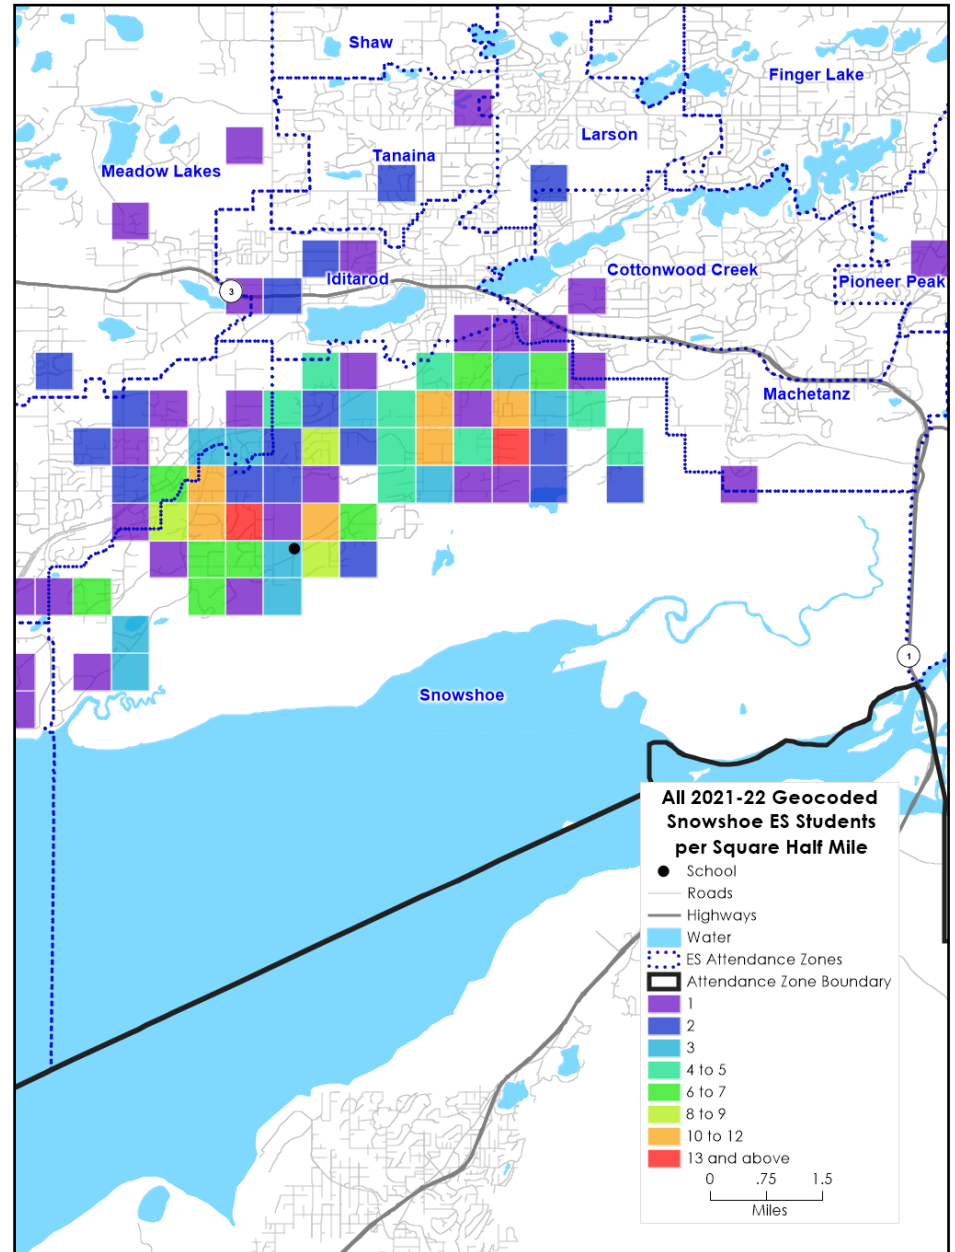 Shaw
Finger Lake
Larson
Tanaina
Meadow Lakes
Cottonwood Creek
Iditarod
Pioneer Peak
3
Machetanz
1
Snowshoe
All 2021-22 Geocoded
Snowshoe ES Students
per Square Half Mile
School
Roads
Highways
Water
ES Attendance Zones
Attendance Zone Boundary
1
2
3
4 to 5
6 to 7
8 to 9
10 to 12
13 and above
0 .75 1.5
Miles